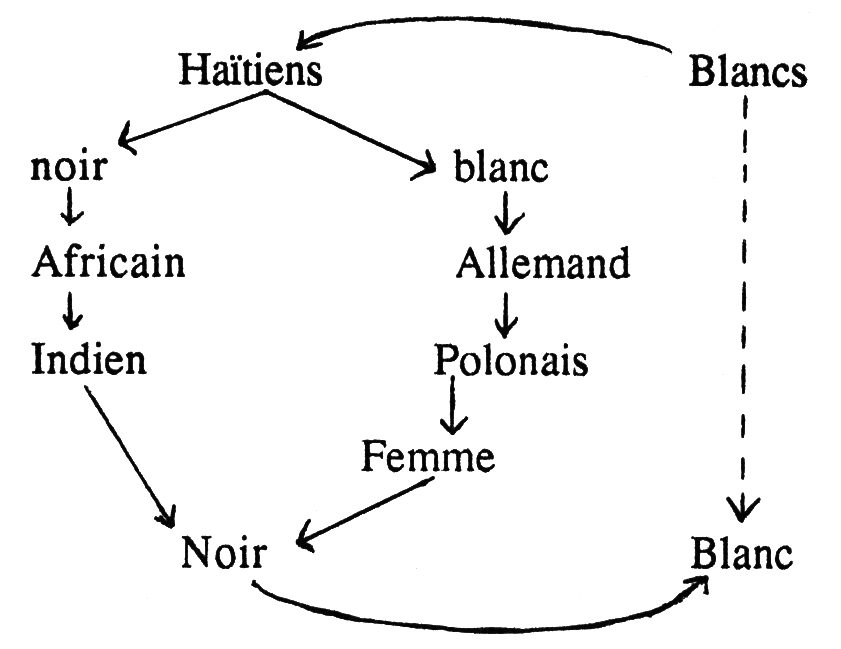 Haïtiens Blancs
noir blanc
Africain Allemand
Indien Polonais
Femme
Noir Blanc